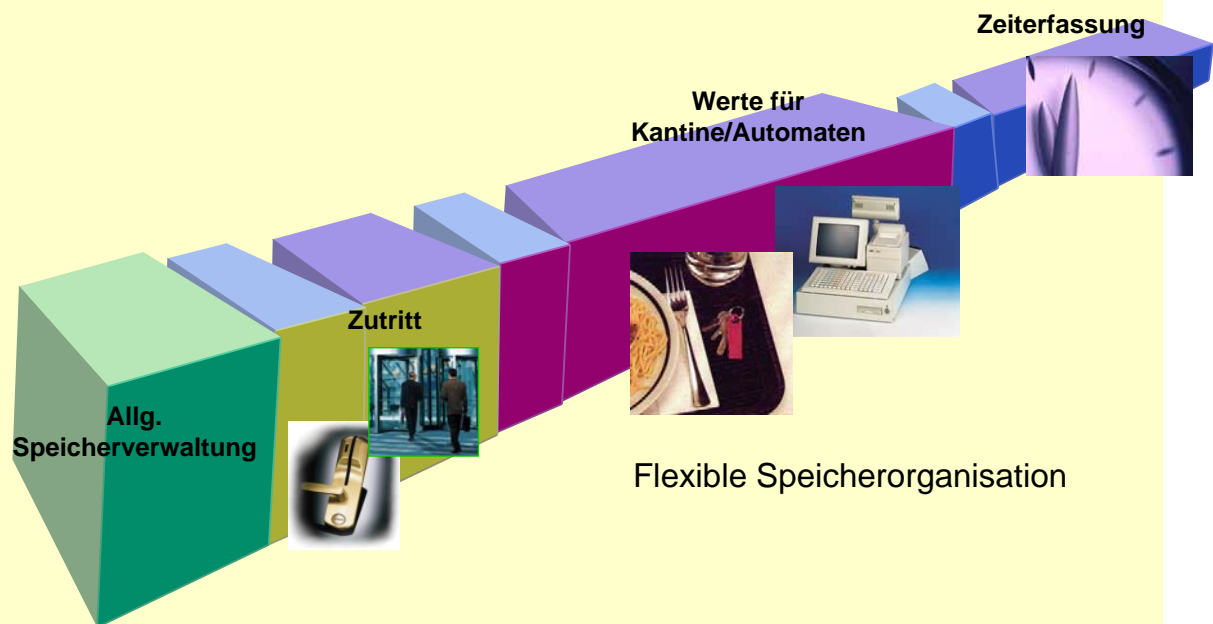 Zeiterfassung
Werte für
Kantine/Automaten
Zutritt
Allg.
Speicherverwaltung
Flexible Speicherorganisation